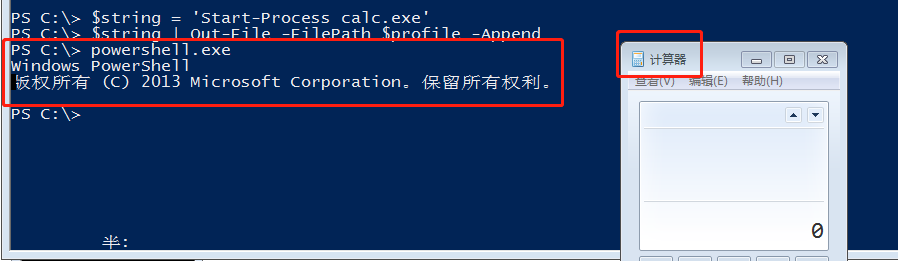 PS C:\> $string = 'Start-Process calc.exe'
PS C:\> $string | Out-File -FilePath $profile -Append
PS C:\> powershell.exe
Windows PowerShell
版权所有 (C) 2013 Microsoft Corporation。保留所有权利。
PS C:\>
半:
计算器
查看(V) 编辑(E) 帮助(H)
0